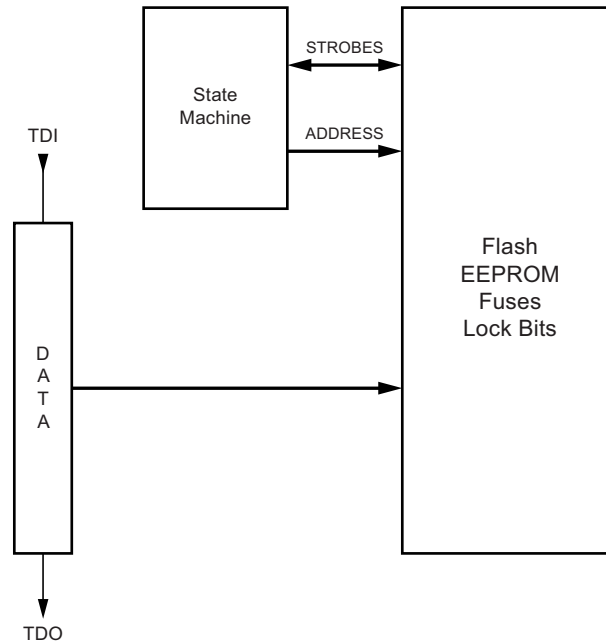 STROBES
State
Machine
ADDRESS
TDI
Flash
EEPROM
Fuses
Lock Bits
D
A
T
A
TDO